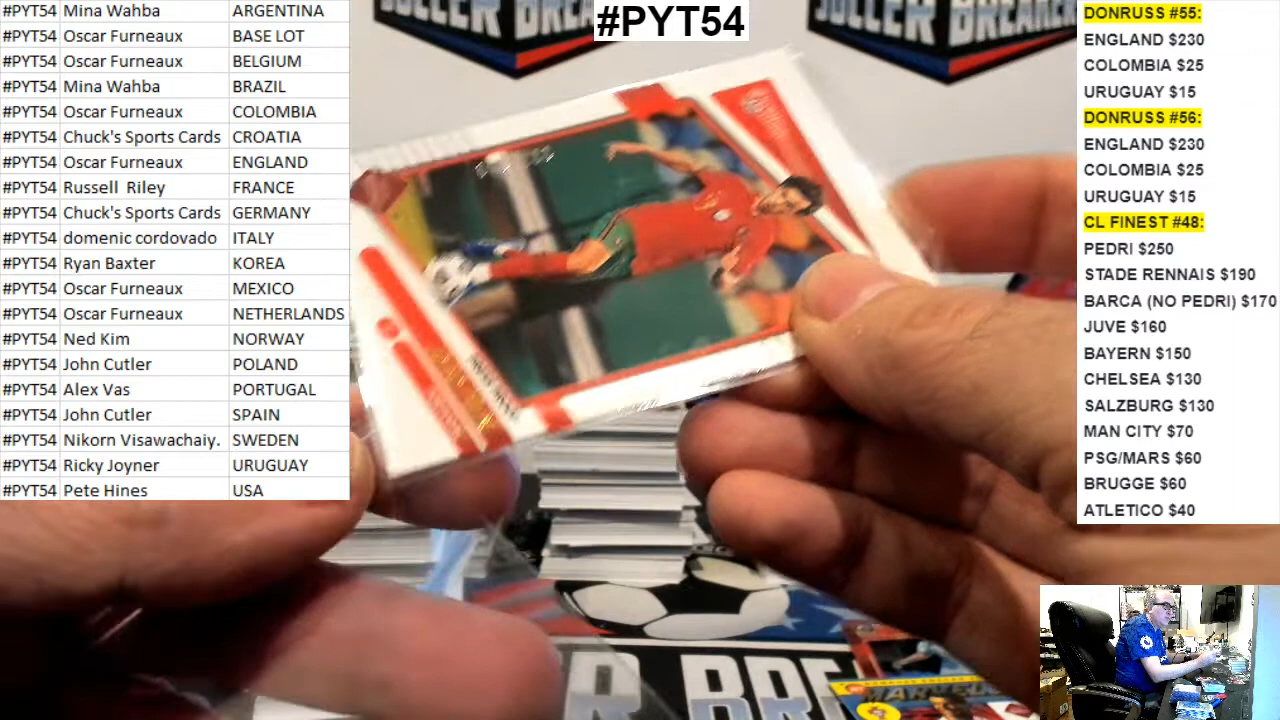 #PYT54 Mina Wahba ARGENTINA
#PYT54 Oscar Furneaux BASE LOT
#PYT54 Oscar Furneaux BELGIUM
#PYT54 Mina Wahba BRAZIL
#PYT54 Oscar Furneaux COLOMBIA
#PYT54 Chuck's Sports Cards CROATIA
#PYT54 Oscar Furneaux ENGLAND
#PYT54 Russell Riley FRANCE
#PYT54 Chuck's Sports Cards GERMANY
#PYT54 domenic cordovado ITALY
#PYT54 Ryan Baxter KOREA
#PYT54 Oscar Furneaux MEXICO
#PYT54 Oscar Furneaux NETHERLANDS
#PYT54 Ned Kim NORWAY
#PYT54 John Cutler POLAND
#PYT54 Alex Vas PORTUGAL
#PYT54 John Cutler SPAIN
#PYT54 Nikorn Visawachaiy. SWEDEN
#PYT54 Ricky Joyner URUGUAY
#PYT54 Pete Hines USA
#PYT54
DONRUSS #55:
ENGLAND $230
COLOMBIA $25
URUGUAY $15
DONRUSS #56:
ENGLAND $230
COLOMBIA $25
URUGUAY $15
CL FINEST #48:
PEDRI $250
STADE RENNAIS $190
BARCA (NO PEDRI) $170
JUVE $160
BAYERN $150
CHELSEA $130
SALZBURG $130
MAN CITY $70
PSG/MARS $60
BRUGGE $60
ATLETICO $40